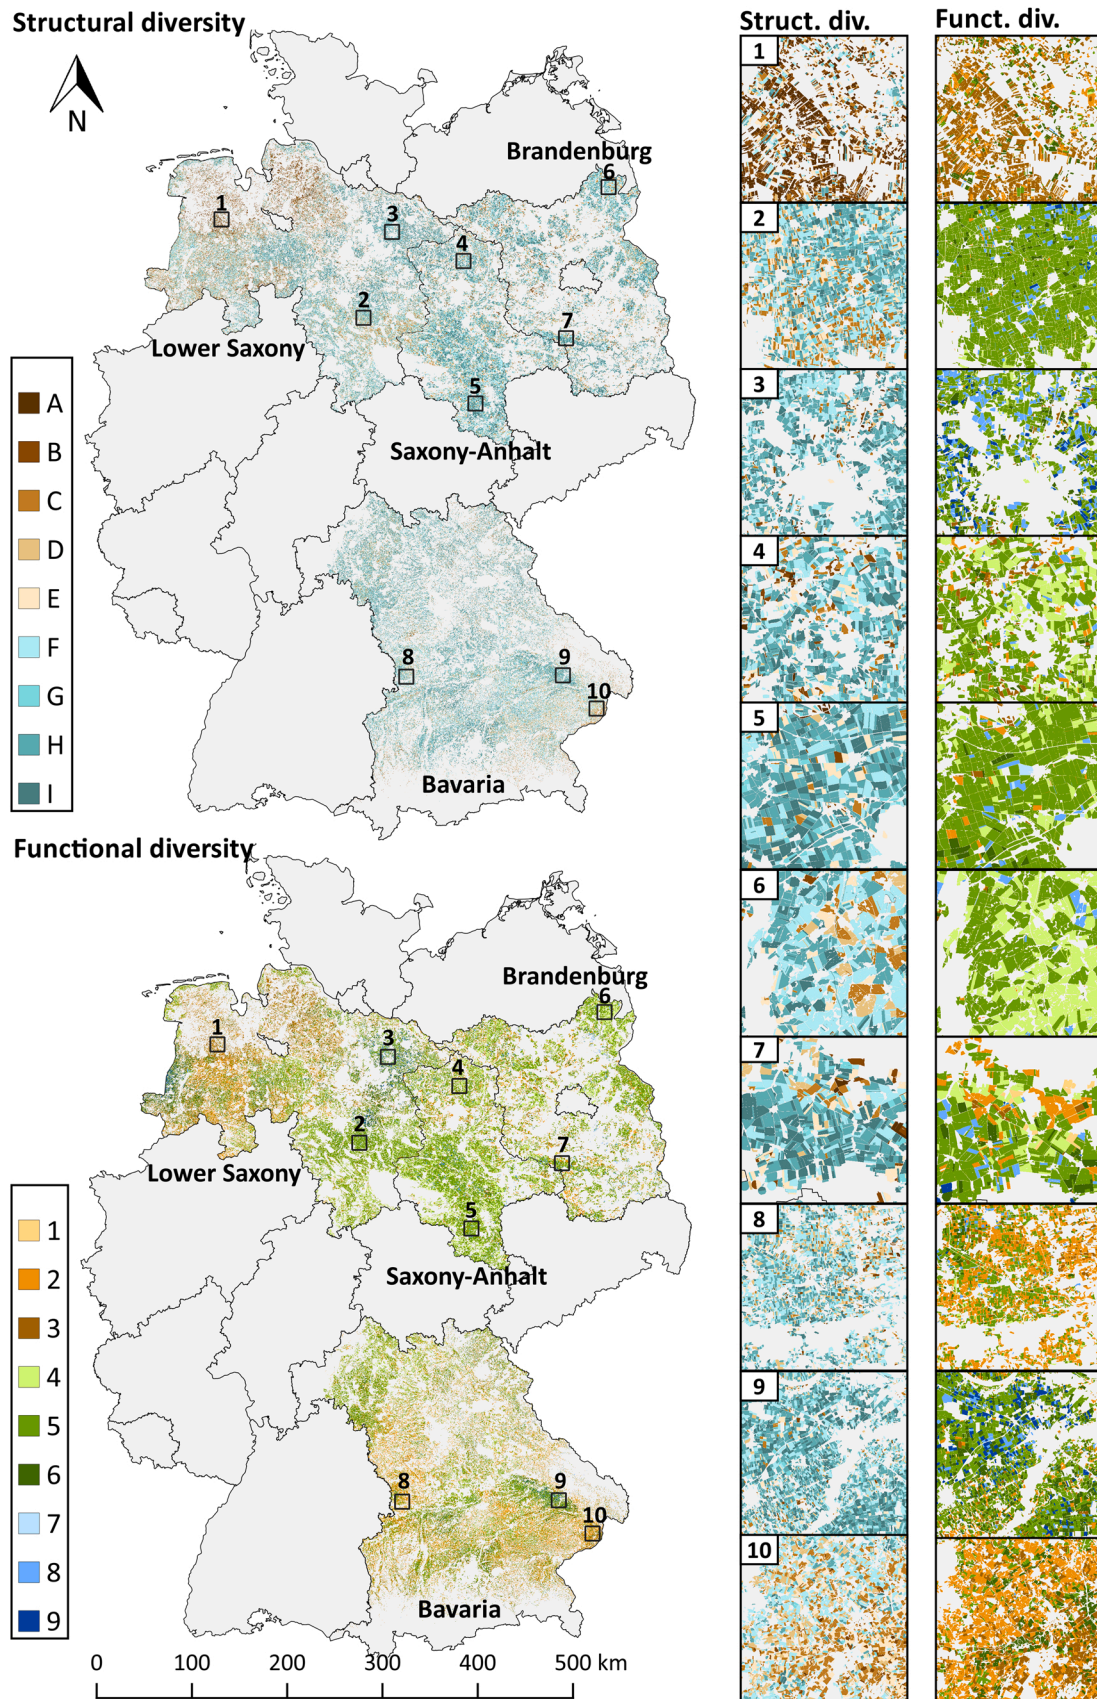 Structural diversity
N
Brandenburg
6
1
3
4
2
7
Lower Saxony
5
Saxony-Anhalt
8
9
10
Bavaria
A
B
C
D
E
F
G
H
I
Functional diversity
Brandenburg
6
1
3
4
2
7
Lower Saxony
5
Saxony-Anhalt
8
9
10
Bavaria
1
2
3
4
5
6
7
8
9
0 100 200 300 400 500 km
Struct. div. Funct. div.
1
2
3
4
5
6
7
8
9
10